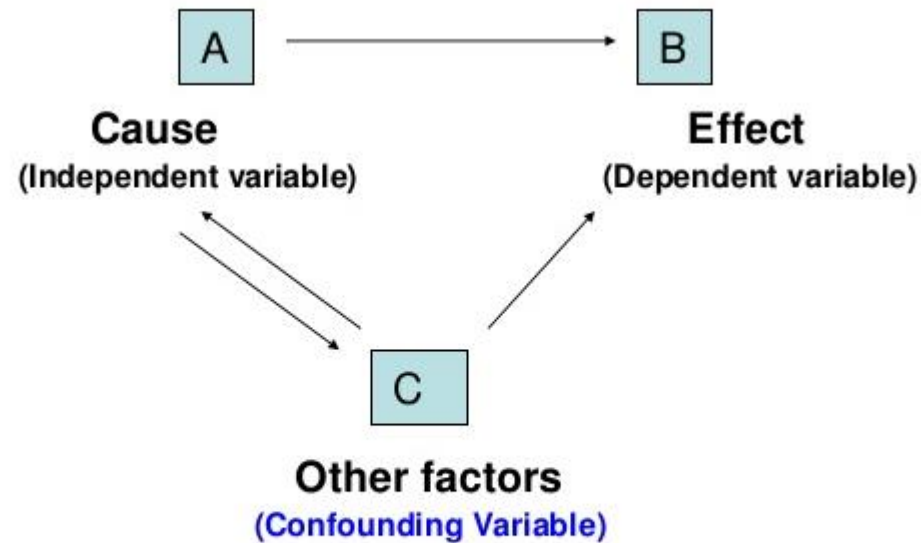 A
B
Cause
(Independent variable)
Effect
(Dependent variable)
C
Other factors
(Confounding Variable)